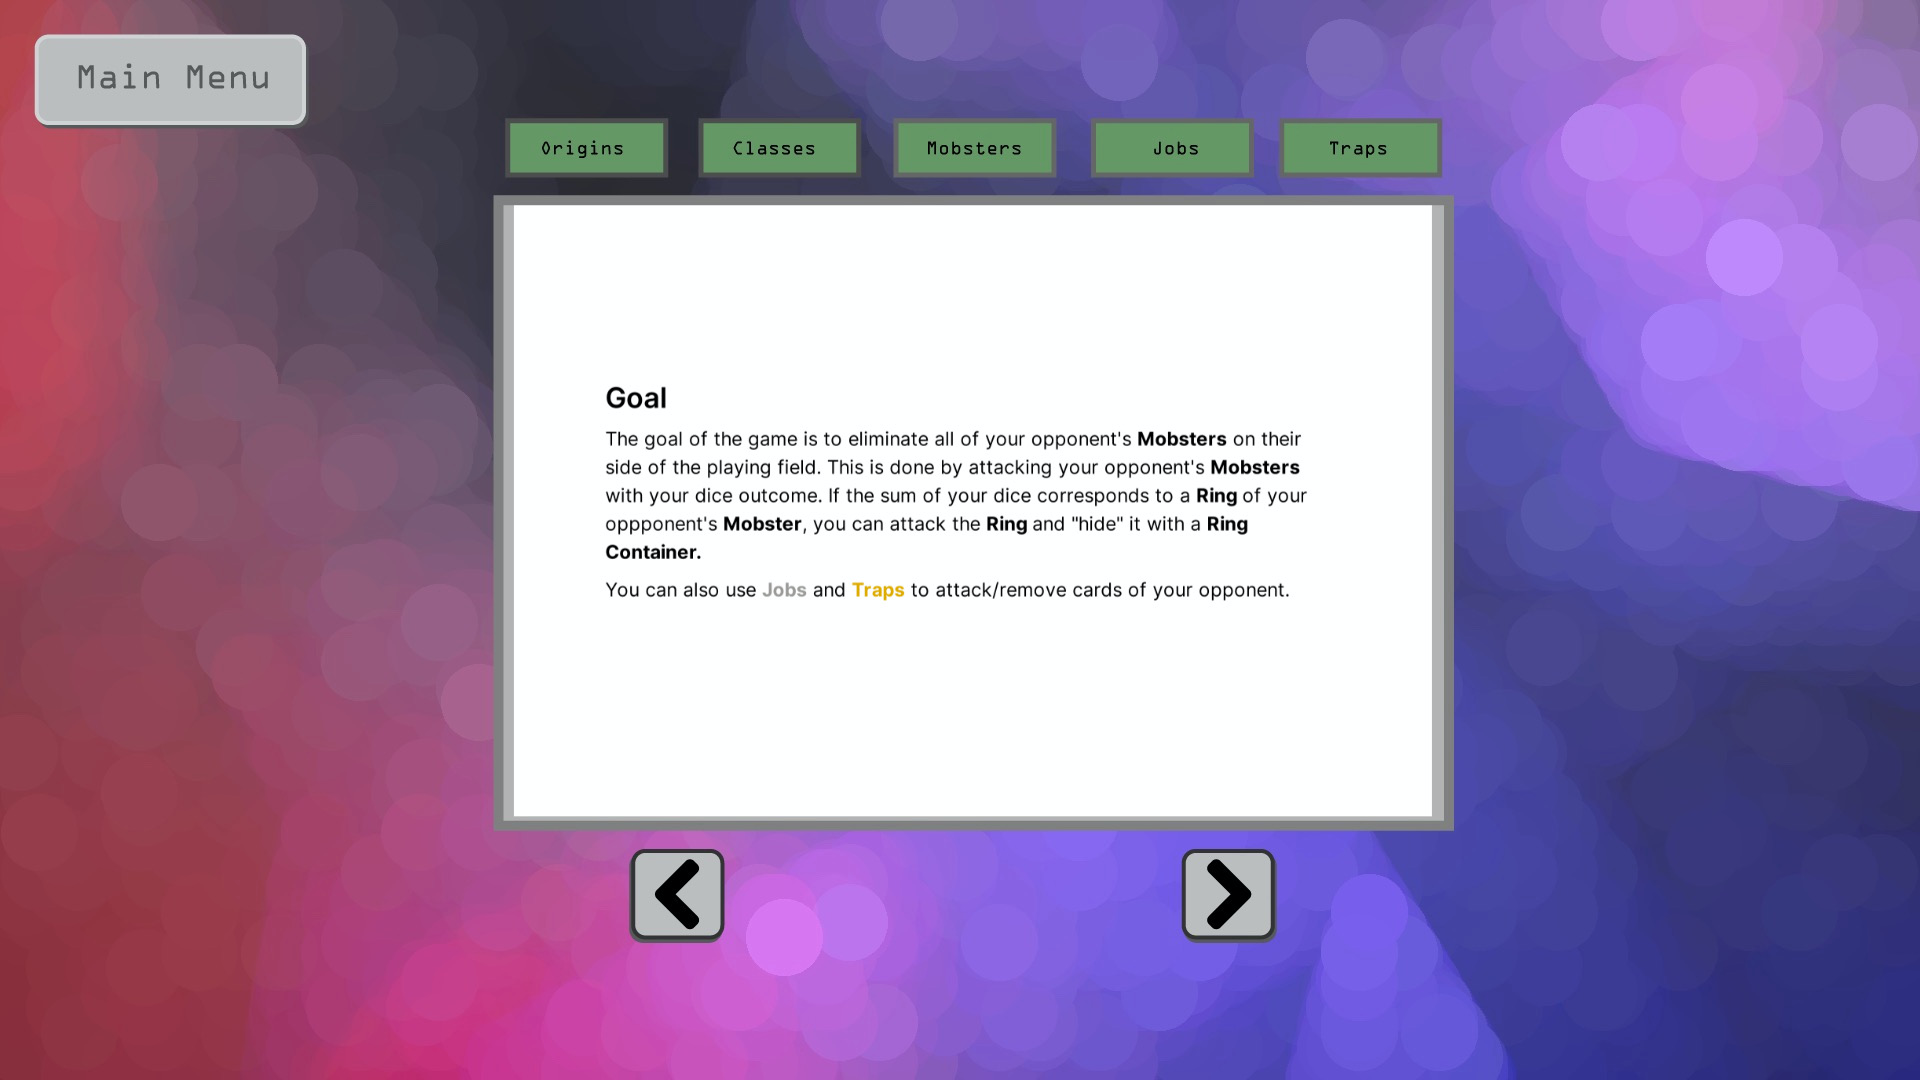 Main Menu
Origins
Classes
Mobsters
Jobs
Traps
Goal
The goal of the game is to eliminate all of your opponent's Mobsters on their
side of the playing field. This is done by attacking your opponent's Mobsters
with your dice outcome. If the sum of your dice corresponds to a Ring of your
oppponent's Mobster, you can attack the Ring and "hide" it with a Ring
Container.
You can also use Jobs and Traps to attack/remove cards of your opponent.